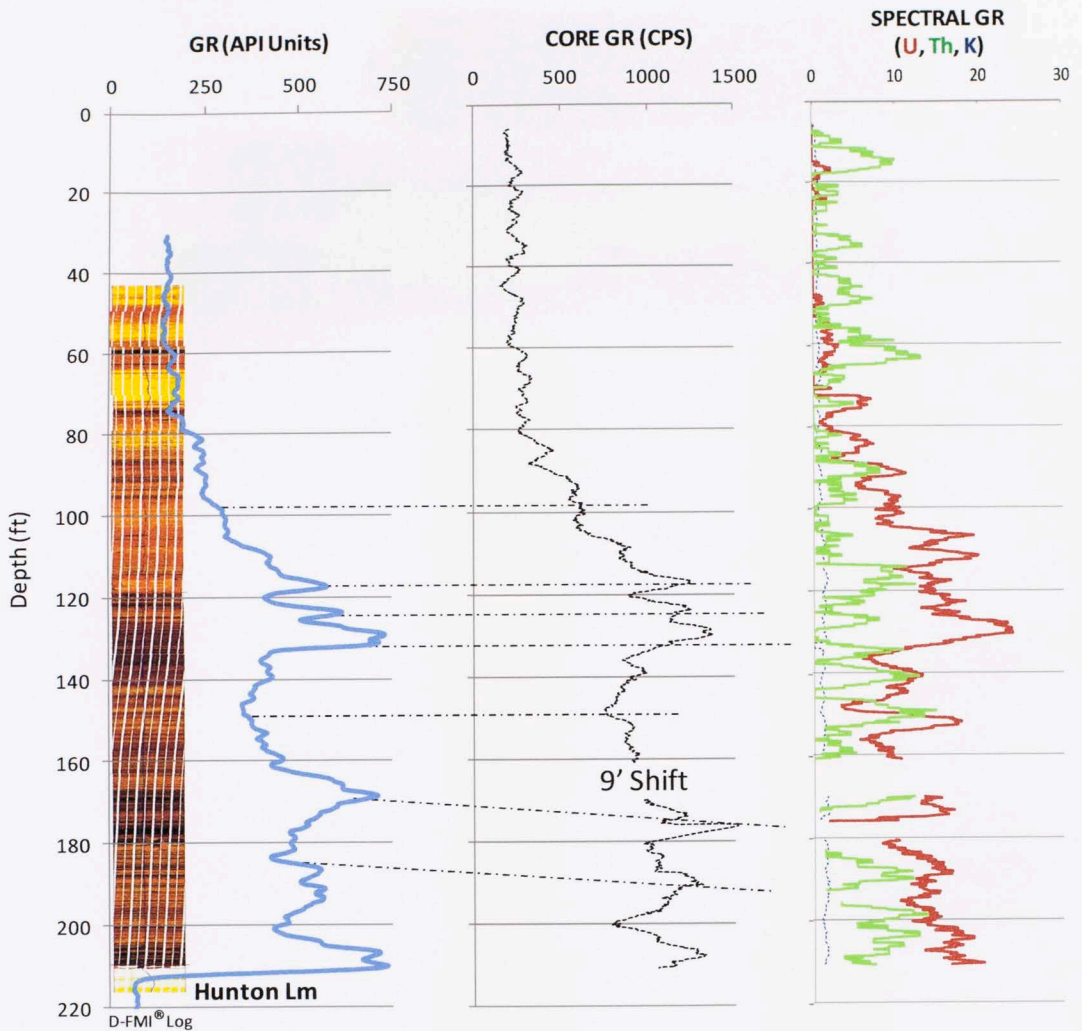 GR (API Units)
0 250 500 750
CORE GR (CPS)
0 500 1000 1500
SPECTRAL GR
(U, Th, K)
0 10 20 30
Depth (ft)
0
20
40
60
80
100
120
140
160
180
200
220
9’ Shift
Hunton Lm
D-FMI® Log